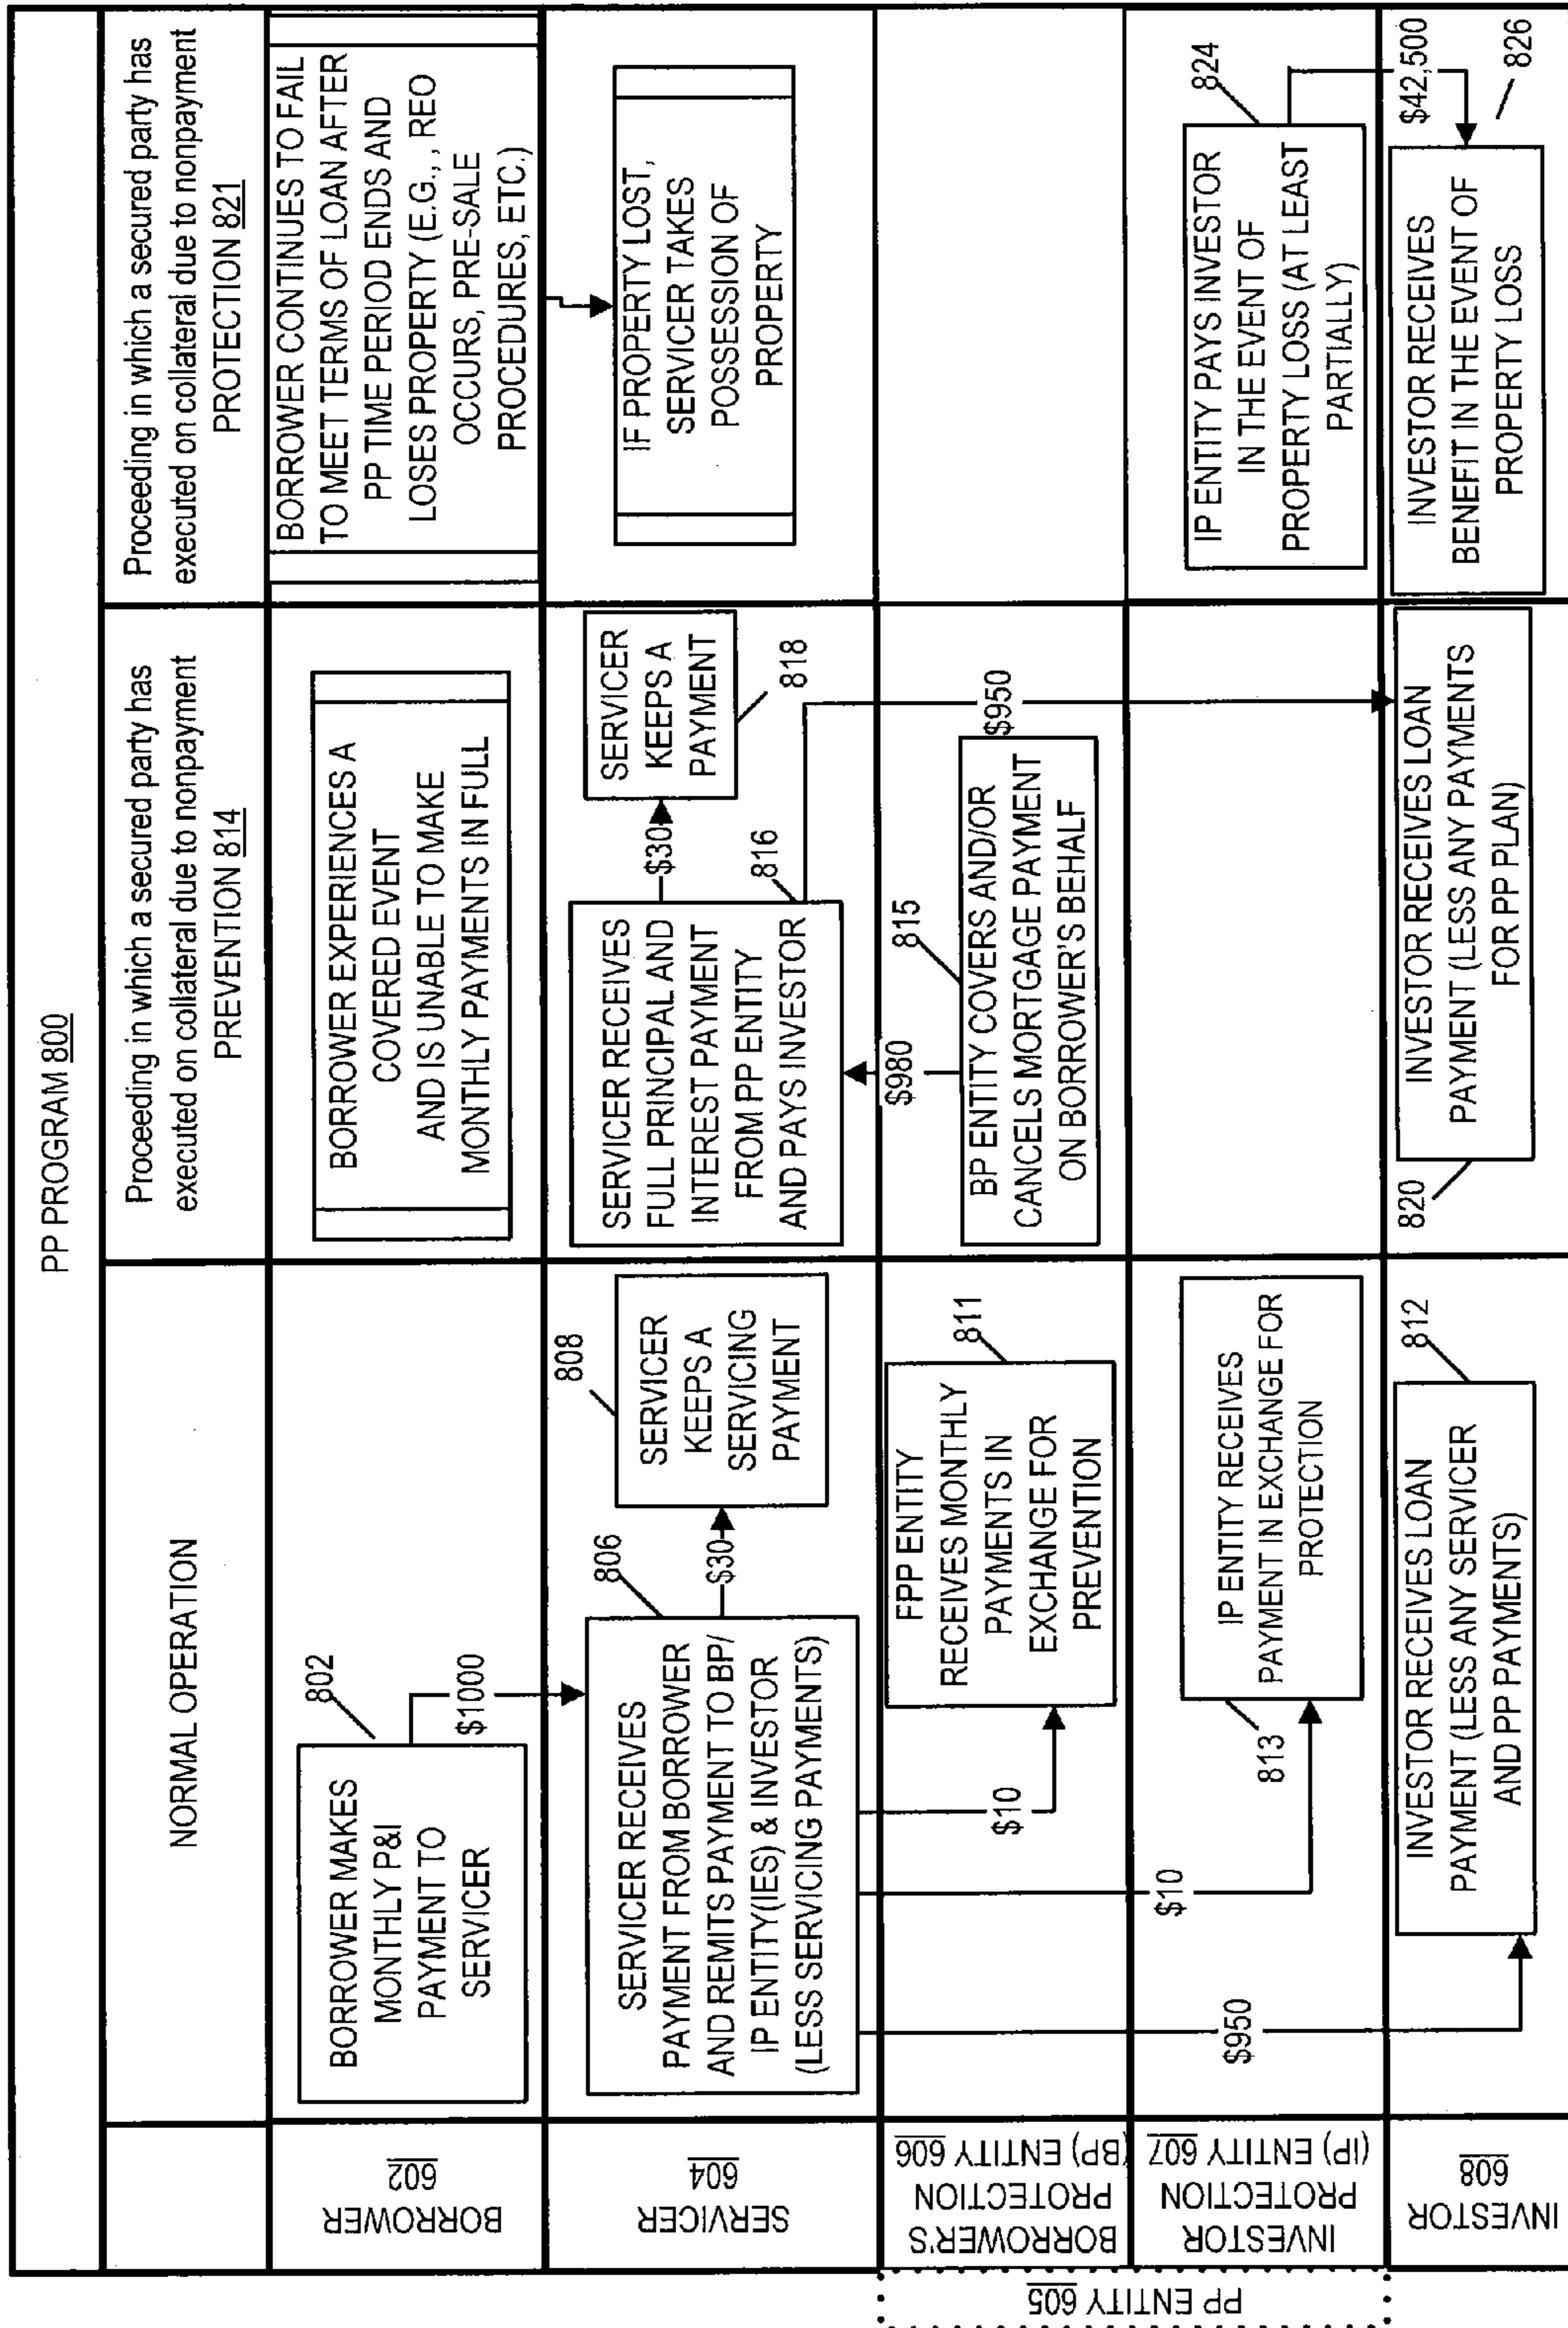 PP PROGRAM 800
NORMAL OPERATION
Proceeding in which a secured party has
executed on collateral due to nonpayment
PREVENTION 814
Proceeding in which a secured party has
executed on collateral due to nonpayment
PROTECTION 821
BORROWER
602
BORROWER MAKES
MONTHLY P&I
PAYMENT TO
SERVICER
802
$1000
BORROWER EXPERIENCES A
COVERED EVENT
AND IS UNABLE TO MAKE
MONTHLY PAYMENTS IN FULL
BORROWER CONTINUES TO FAIL
TO MEET TERMS OF LOAN AFTER
PP TIME PERIOD ENDS AND
LOSES PROPERTY (E.G., , REO
OCCURS, PRE-SALE
PROCEDURES, ETC.)
SERVICER
604
SERVICER RECEIVES
PAYMENT FROM BORROWER
AND REMITS PAYMENT TO BP/
IP ENTITY(IES) & INVESTOR
(LESS SERVICING PAYMENTS)
806
$30
SERVICER
KEEPS A
SERVICING
PAYMENT
808
SERVICER RECEIVES
FULL PRINCIPAL AND
INTEREST PAYMENT
FROM PP ENTITY
AND PAYS INVESTOR
816
$30
SERVICER
KEEPS A
PAYMENT
818
IF PROPERTY LOST,
SERVICER TAKES
POSSESSION OF
PROPERTY
PP ENTITY 605
BORROWER'S
PROTECTION
(BP) ENTITY 606
$10
FPP ENTITY
RECEIVES MONTHLY
PAYMENTS IN
EXCHANGE FOR
PREVENTION
811
$980
815
BP ENTITY COVERS AND/OR
CANCELS MORTGAGE PAYMENT
ON BORROWER'S BEHALF
$950
INVESTOR
PROTECTION
(IP) ENTITY 607
$10
813
IP ENTITY RECEIVES
PAYMENT IN EXCHANGE FOR
PROTECTION
IP ENTITY PAYS INVESTOR
IN THE EVENT OF
PROPERTY LOSS (AT LEAST
PARTIALLY)
824
INVESTOR
608
$950
INVESTOR RECEIVES LOAN
PAYMENT (LESS ANY SERVICER
AND PP PAYMENTS)
812
820
INVESTOR RECEIVES LOAN
PAYMENT (LESS ANY PAYMENTS
FOR PP PLAN)
$42,500
INVESTOR RECEIVES
BENEFIT IN THE EVENT OF
PROPERTY LOSS
826